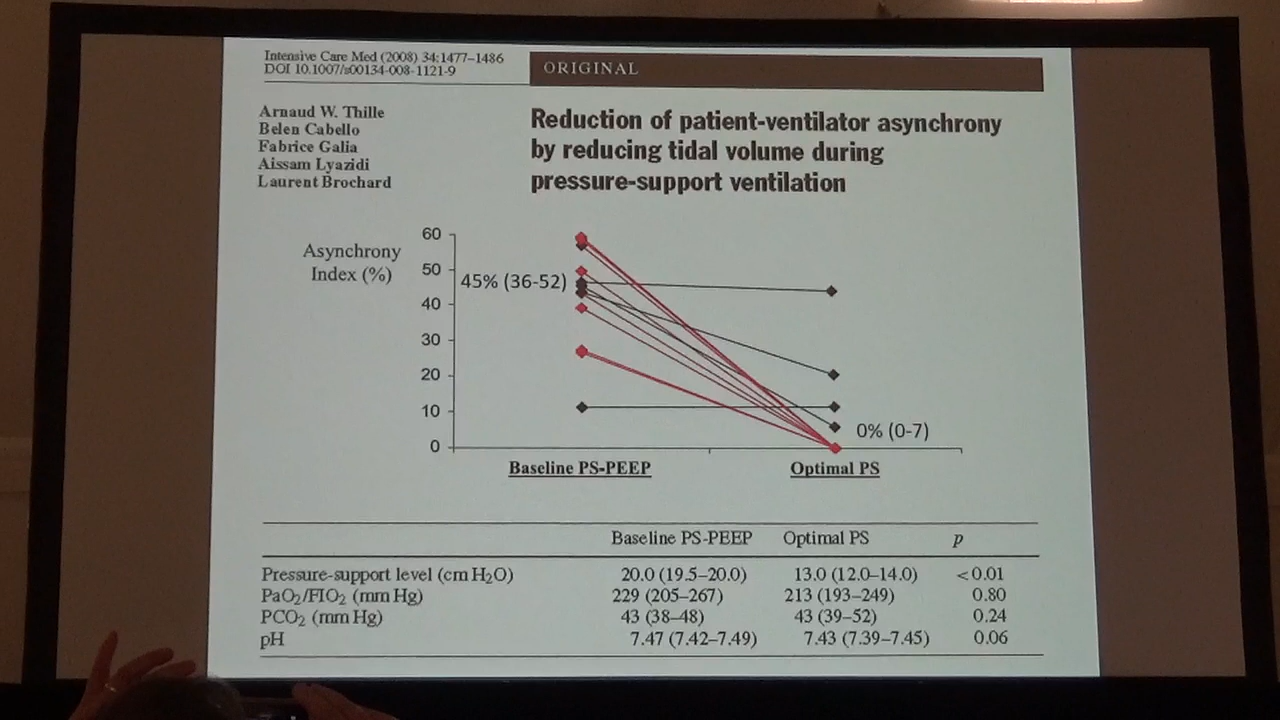 Intensive Care Med (2008) 34:1477–1486
DOI 10.1007/s00134-008-1121-9
ORIGINAL
Arnaud W. Thille
Belen Cabello
Fabrice Galia
Aissam Lyazidi
Laurent Brochard
Reduction of patient-ventilator asynchrony
by reducing tidal volume during
pressure-support ventilation
Asynchrony
Index (%)
60
50
40
30
20
10
0
45% (36-52)
0% (0-7)
Baseline PS-PEEP Optimal PS
Baseline PS-PEEP Optimal PS p
Pressure-support level (cm H₂O) 20.0 (19.5–20.0) 13.0 (12.0–14.0) <0.01
PaO₂/FIO₂ (mm Hg) 229 (205–267) 213 (193–249) 0.80
PCO₂ (mm Hg) 43 (38–48) 43 (39–52) 0.24
pH 7.47 (7.42–7.49) 7.43 (7.39–7.45) 0.06